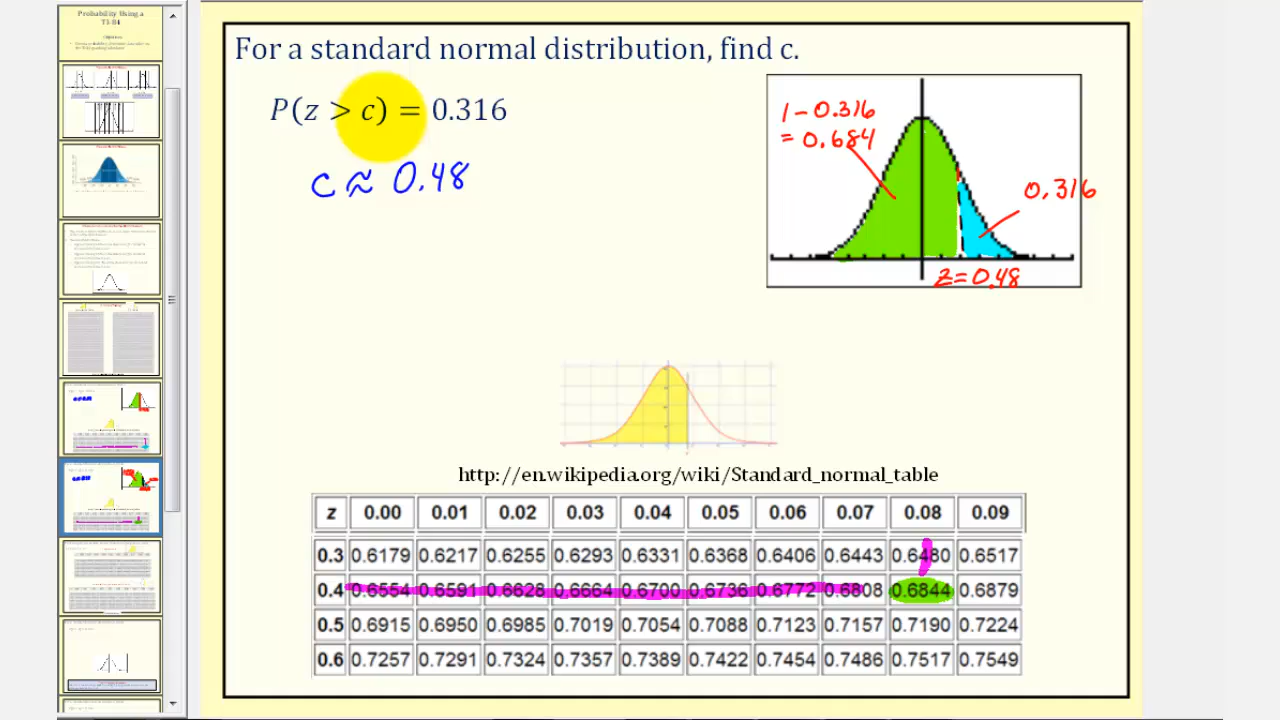 Probability Using a
TI-84
For a standard normal distribution, find c.
P(z > c) = 0.316
c ≈ 0.48
1 - 0.316
= 0.684
0.316
z = 0.48
http://en.wikipedia.org/wiki/Standard_normal_table
z 0.00 0.01 0.02 0.03 0.04 0.05 0.06 0.07 0.08 0.09
0.3 0.6179 0.6217 0.6255 0.6293 0.6331 0.6368 0.6406 0.6443 0.6480 0.6517
0.4 0.6554 0.6591 0.6628 0.6664 0.6700 0.6736 0.6772 0.6808 0.6844 0.6879
0.5 0.6915 0.6950 0.6985 0.7019 0.7054 0.7088 0.7123 0.7157 0.7190 0.7224
0.6 0.7257 0.7291 0.7324 0.7357 0.7389 0.7422 0.7454 0.7486 0.7517 0.7549